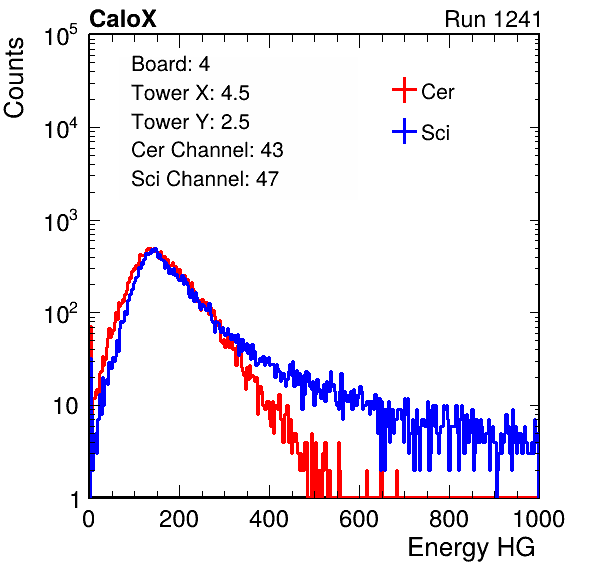 CaloX Run 1241
Counts
Board: 4
Tower X: 4.5
Tower Y: 2.5
Cer Channel: 43
Sci Channel: 47
Cer
Sci
10^5
10^4
10^3
10^2
10
1
0 200 400 600 800 1000
Energy HG